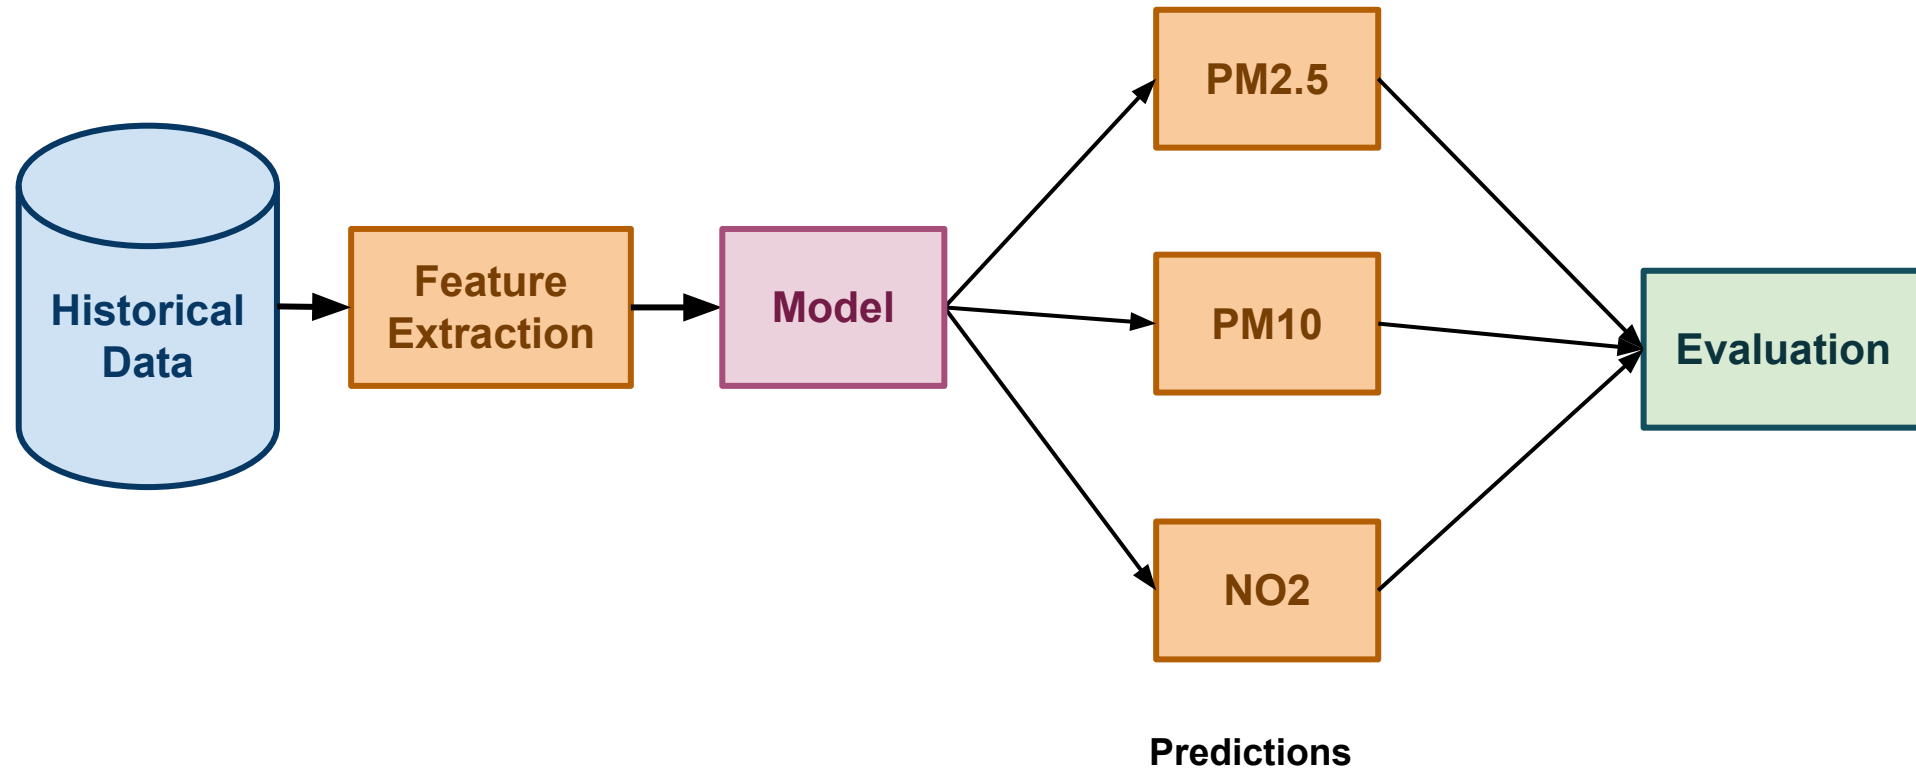 Historical
Data
Feature
Extraction
Model
PM2.5
PM10
NO2
Evaluation
Predictions